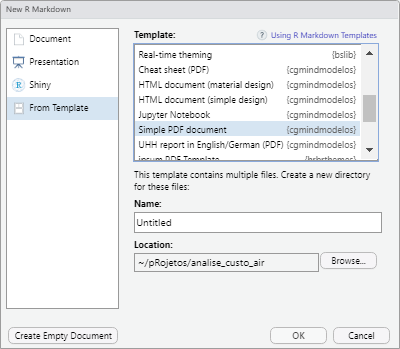 New R Markdown
Document
Presentation
R Shiny
From Template
Template:
? Using R Markdown Templates
Real-time theming {bslib}
Cheat sheet (PDF) {cgmindmodelos}
HTML document (material design) {cgmindmodelos}
HTML document (simple design) {cgmindmodelos}
Jupyter Notebook {cgmindmodelos}
Simple PDF document {cgmindmodelos}
UHH report in English/German (PDF) {cgmindmodelos}
ipsum PDF Template {hrbrthemes}
This template contains multiple files. Create a new directory
for these files:
Name:
Untitled
Location:
~/pRojetos/analise_custo_air
Browse...
Create Empty Document
OK
Cancel